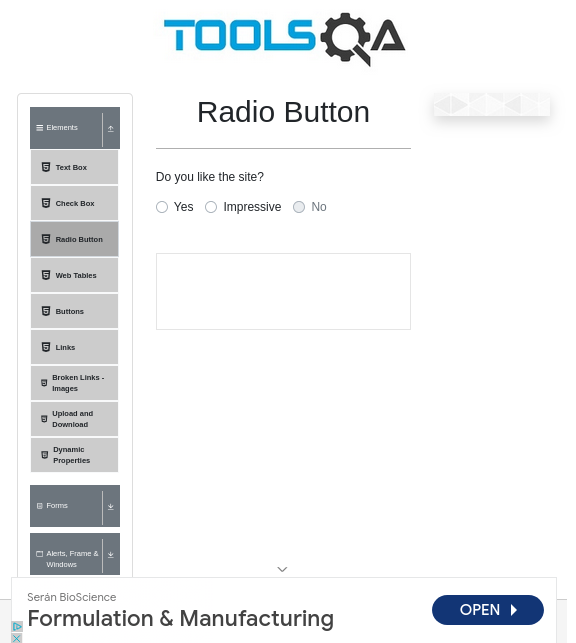 TOOLSQA
Radio Button
Elements
Text Box
Check Box
Radio Button
Web Tables
Buttons
Links
Broken Links -
Images
Upload and
Download
Dynamic
Properties
Forms
Alerts, Frame &
Windows
Do you like the site?
Yes
Impressive
No
Serán BioScience
Formulation & Manufacturing
OPEN